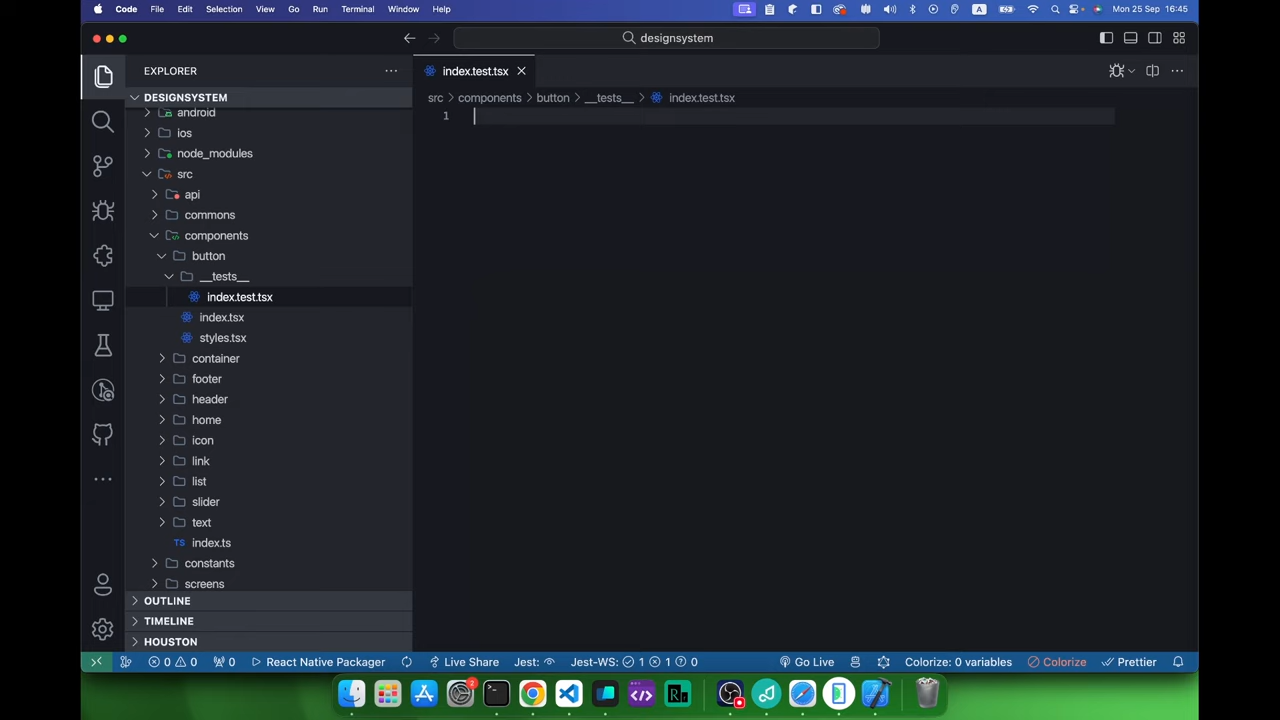 Code File Edit Selection View Go Run Terminal Window Help
A
Mon 25 Sep 16:45
designsystem
EXPLORER
index.test.tsx
DESIGNSYSTEM
src > components > button > __tests__ > index.test.tsx
android
1
ios
node_modules
src
api
commons
components
button
__tests__
index.test.tsx
index.tsx
styles.tsx
container
footer
header
home
icon
link
list
slider
text
TS index.ts
constants
screens
OUTLINE
TIMELINE
HOUSTON
0 0 0 React Native Packager Live Share Jest: Jest-WS: 1 1 0 Go Live Colorize: 0 variables Colorize Prettier
2